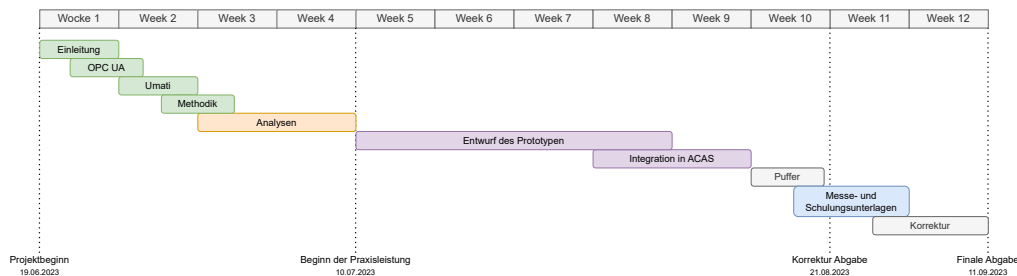 Wocke 1 Week 2 Week 3 Week 4 Week 5 Week 6 Week 7 Week 8 Week 9 Week 10 Week 11 Week 12
Einleitung
OPC UA
Umati
Methodik
Analysen
Entwurf des Prototypen
Integration in ACAS
Puffer
Messe- und
Schulungsunterlagen
Korrektur
Projektbeginn Beginn der Praxisleistung Korrektur Abgabe Finale Abgabe
19.06.2023 10.07.2023 21.08.2023 11.09.2023